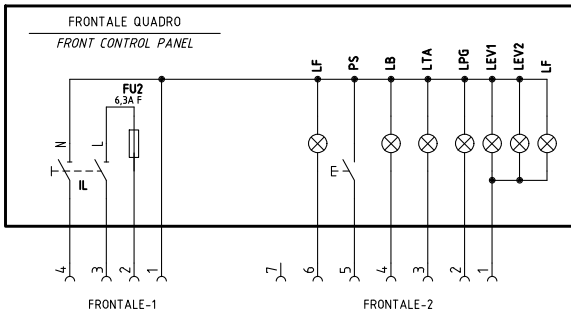 FRONTALE QUADRO
FRONT CONTROL PANEL
LF PS LB LTA LPG LEV1 LEV2 LF
FU2
6,3A F
N L
IL
4 3 2 1 7 6 5 4 3 2 1
FRONTALE-1 FRONTALE-2